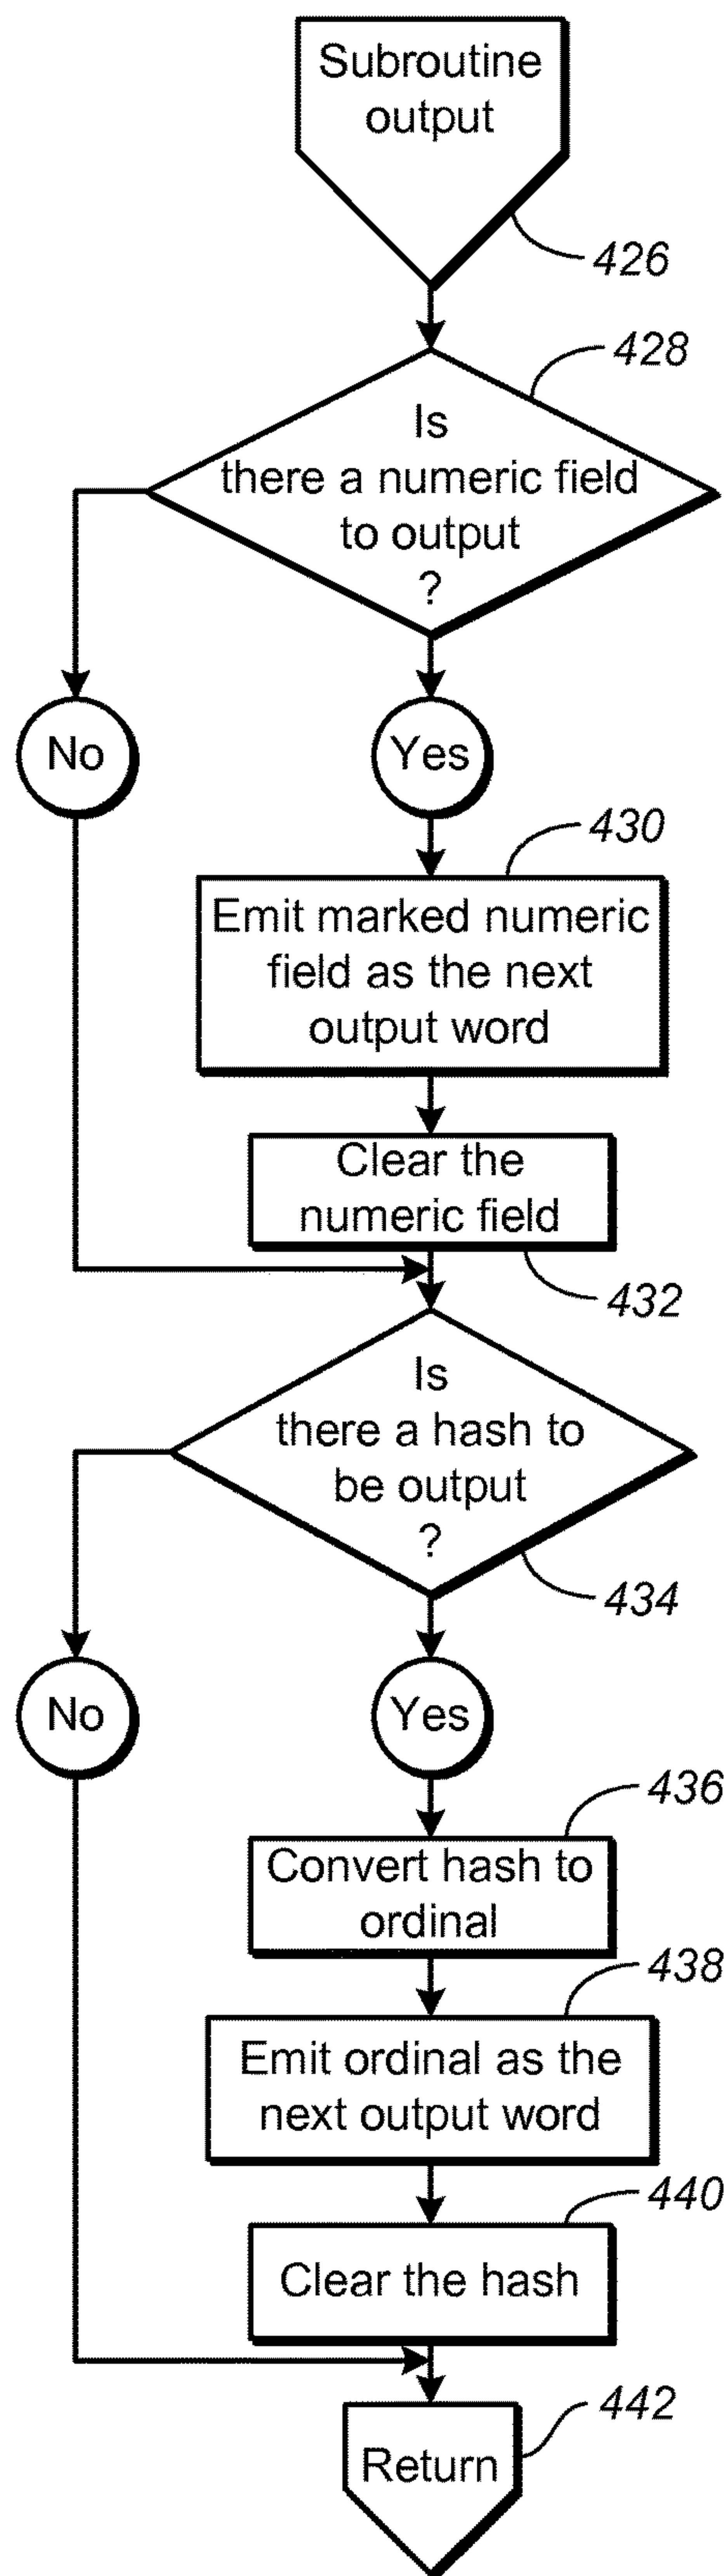 Subroutine
output
426
428
Is
there a numeric field
to output
?
No
Yes
430
Emit marked numeric
field as the next
output word
Clear the
numeric field
432
Is
there a hash to
be output
?
434
No
Yes
436
Convert hash to
ordinal
438
Emit ordinal as the
next output word
440
Clear the hash
442
Return